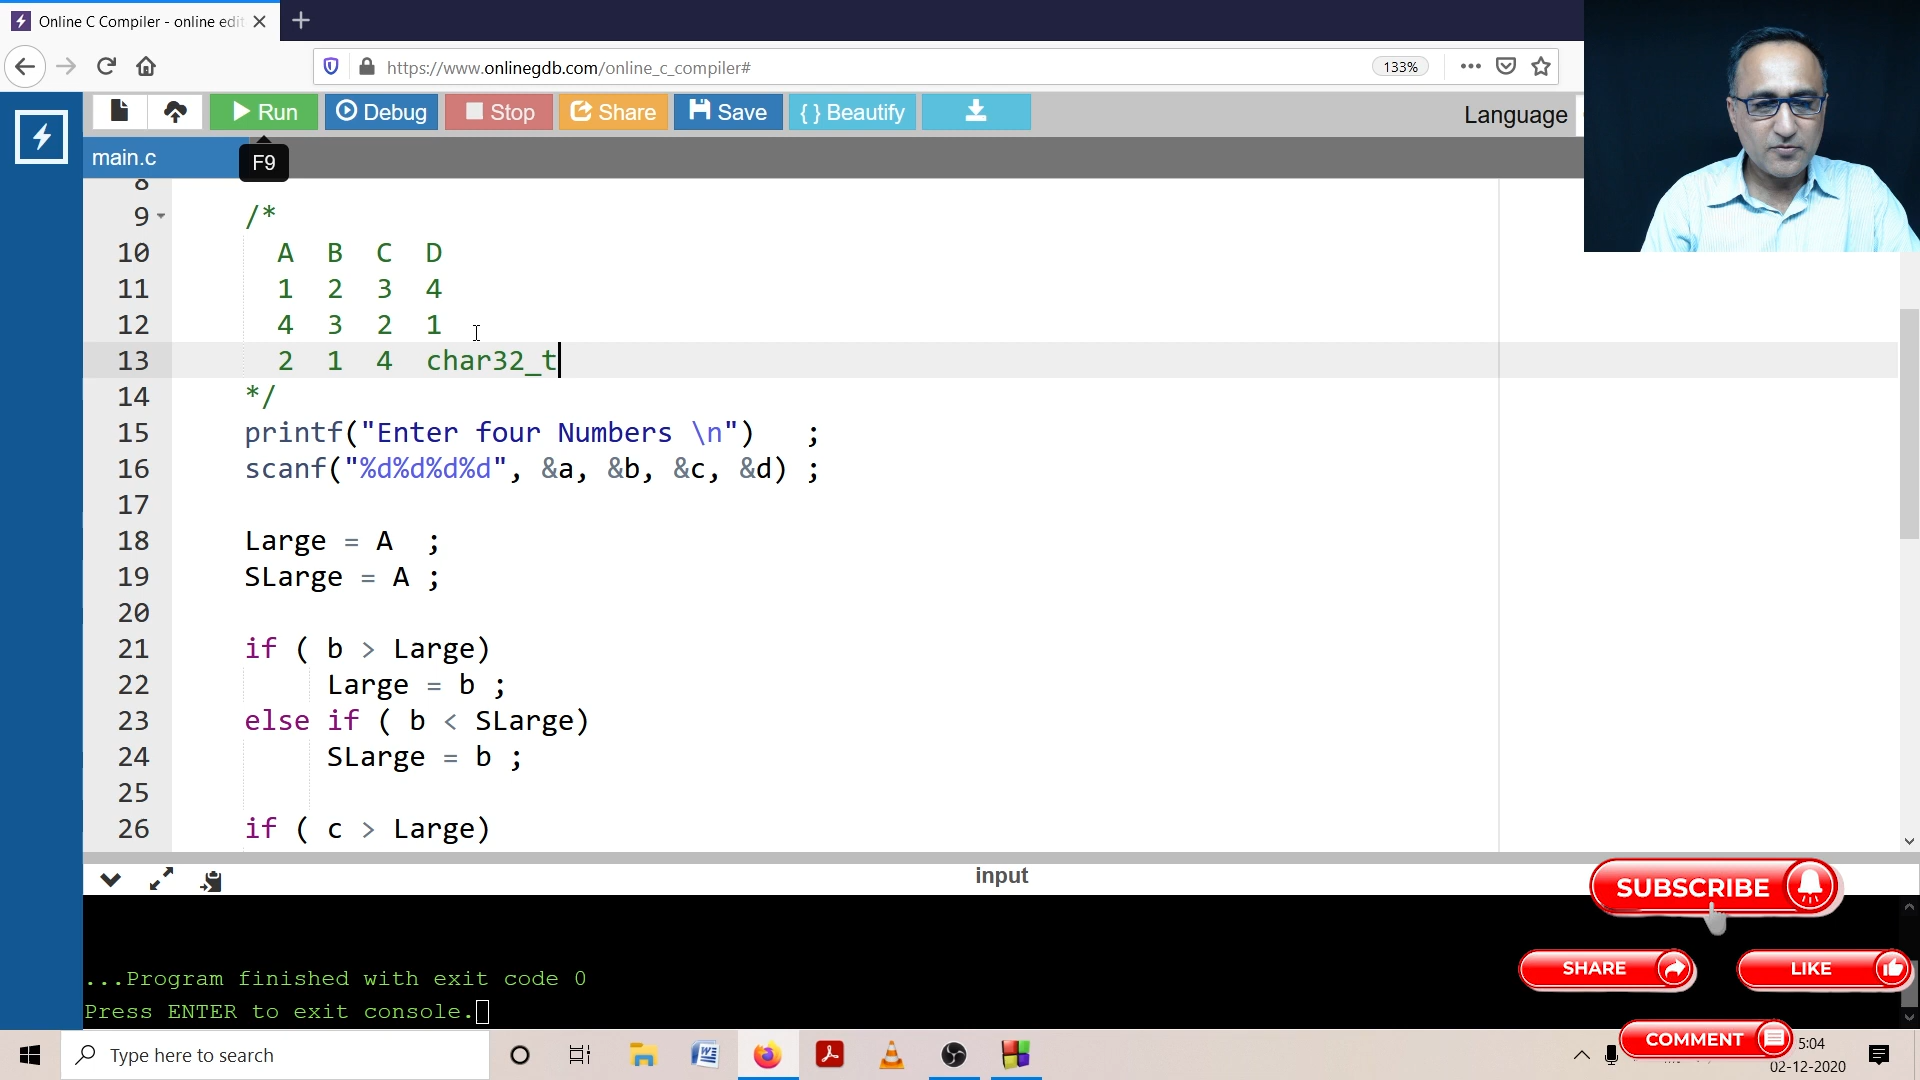 Online C Compiler - online edit
https://www.onlinegdb.com/online_c_compiler#
133%
Run
Debug
Stop
Share
Save
{ } Beautify
Language
main.c
F9
8
9 /*
10 A B C D
11 1 2 3 4
12 4 3 2 1
13 2 1 4 char32_t
14 */
15 printf("Enter four Numbers \n") ;
16 scanf("%d%d%d%d", &a, &b, &c, &d) ;
17
18 Large = A ;
19 SLarge = A ;
20
21 if ( b > Large)
22 Large = b ;
23 else if ( b < SLarge)
24 SLarge = b ;
25
26 if ( c > Large)
input
SUBSCRIBE
...Program finished with exit code 0
SHARE
LIKE
Press ENTER to exit console.
COMMENT
Type here to search
5:04
02-12-2020